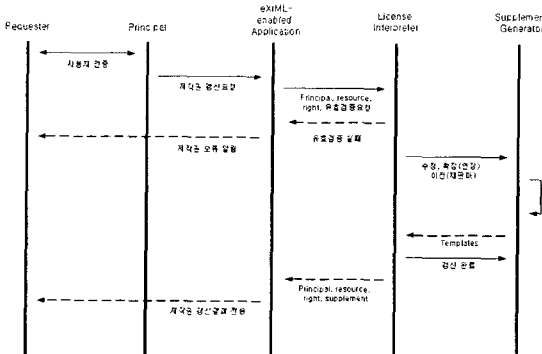 Requester
Principal
eXrML-
enabled
Application
License
Interpreter
Supplement
Generator
사용자 인증
저작권 갱신요청
Principal, resource,
right, 유효검증요청
유효검증 실패
저작권 오류 알림
수정, 확장(연장)
이전(재판매)
Templates
갱신 완료
Principal, resource,
right, supplement
저작권 갱신결과 전송